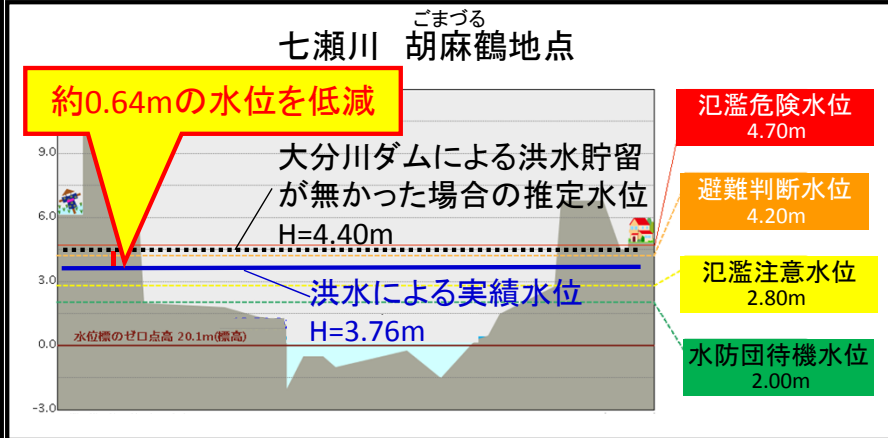 ごまづる
七瀬川 胡麻鶴地点
約0.64mの水位を低減
大分川ダムによる洪水貯留
が無かった場合の推定水位
H=4.40m
洪水による実績水位
H=3.76m
水位標のゼロ点高 20.1m(標高)
9.0
6.0
3.0
0.0
-3.0
氾濫危険水位
4.70m
避難判断水位
4.20m
氾濫注意水位
2.80m
水防団待機水位
2.00m